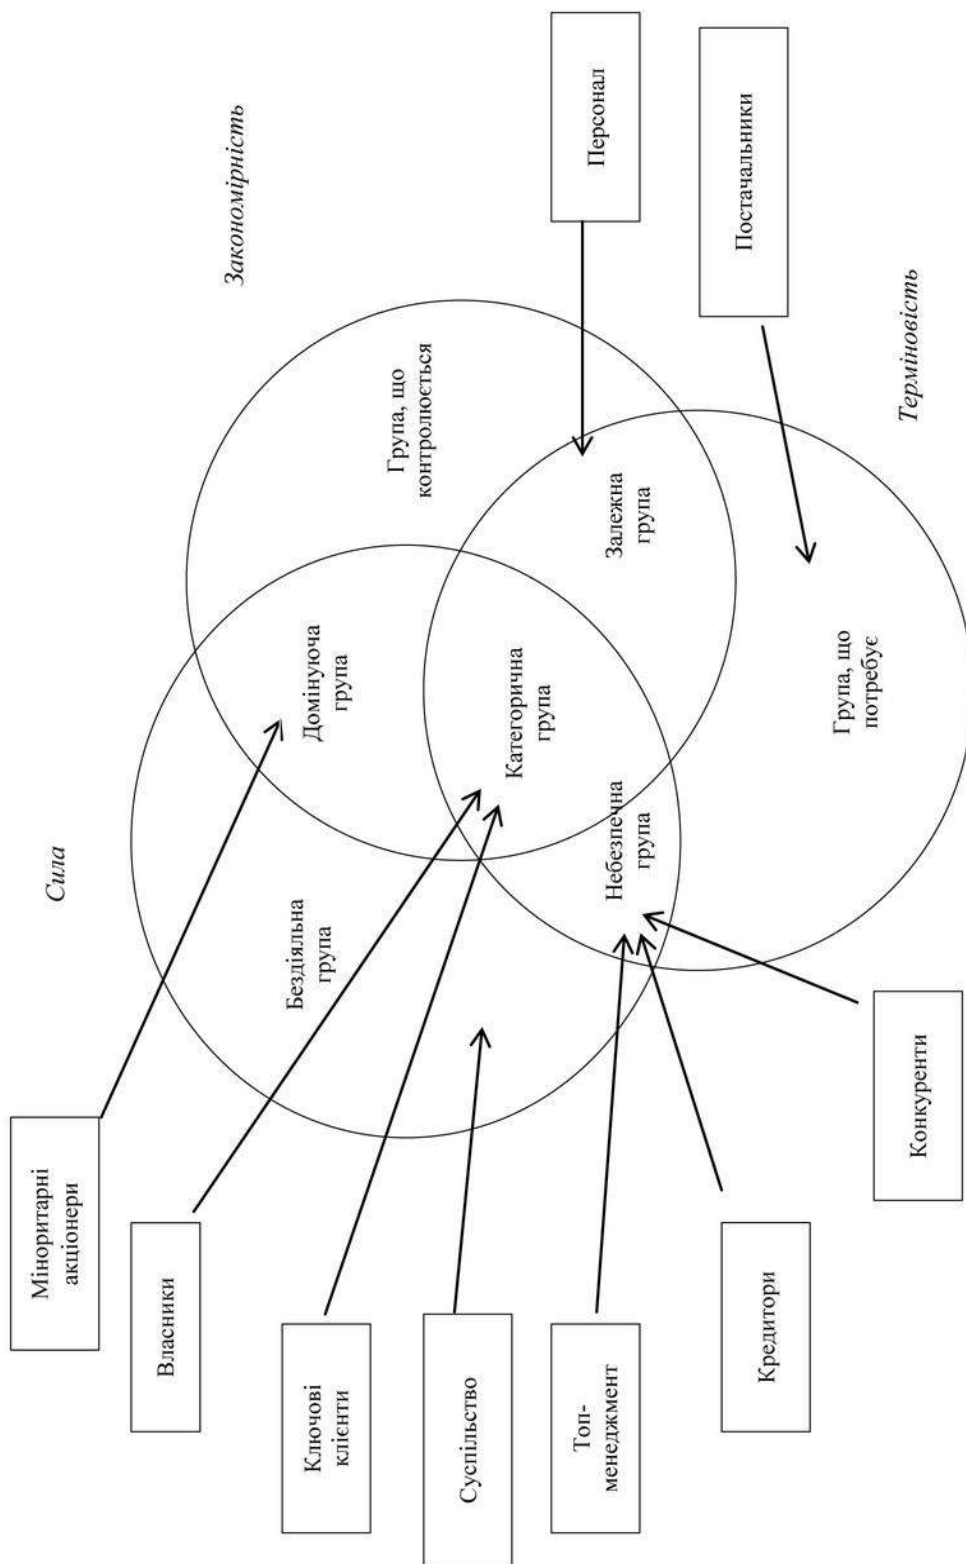 Сила
Закономірність
Терміновість
Міноритарні
акціонери
Власники
Ключові
клієнти
Суспільство
Топ-
менеджмент
Кредитори
Конкуренти
Бездіяльна
група
Домінуюча
група
Група, що
контролюється
Категорична
група
Небезпечна
група
Залежна
група
Група, що
потребує
Персонал
Постачальники